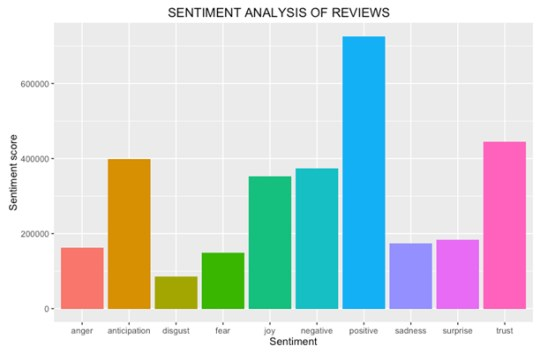 SENTIMENT ANALYSIS OF REVIEWS
Sentiment score
600000
400000
200000
0
anger anticipation disgust fear joy negative positive sadness surprise trust
Sentiment